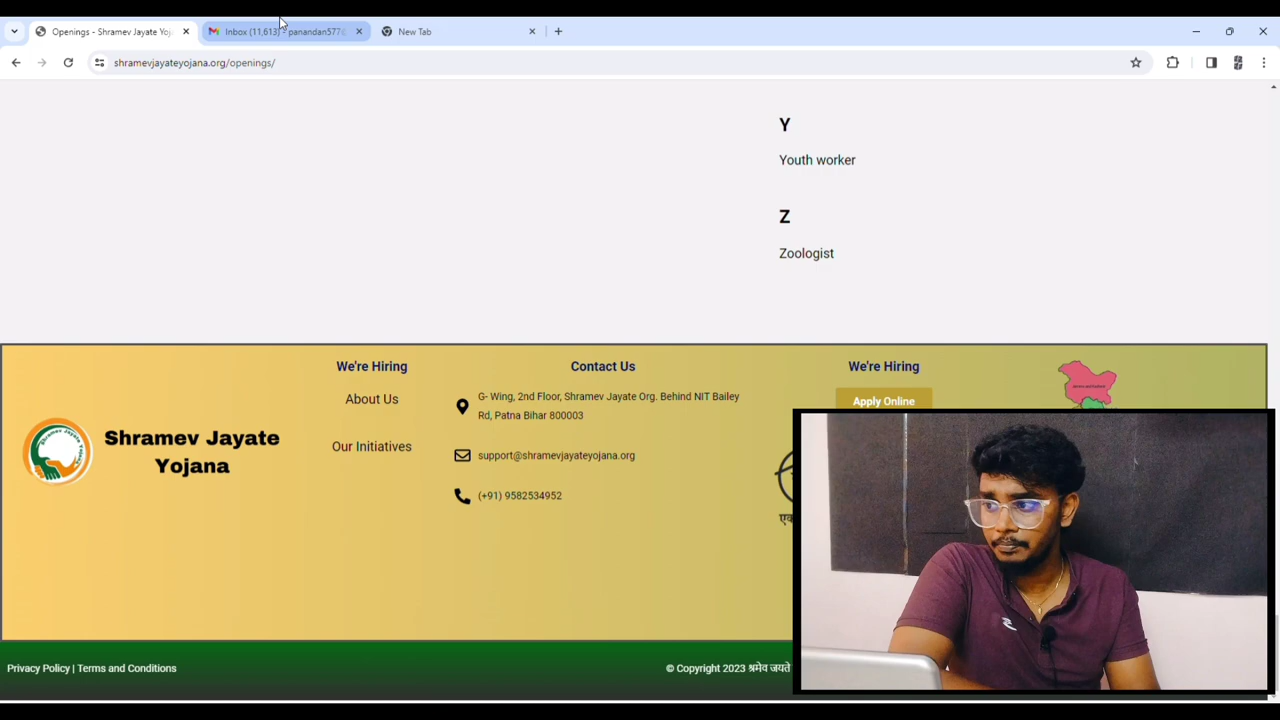 Openings - Shramev Jayate Yoj
Inbox (11,613) - panandan577@
New Tab
shramevjayateyojana.org/openings/
Y
Youth worker
Z
Zoologist
Shramev Jayate
Yojana
We're Hiring
About Us
Our Initiatives
Contact Us
G- Wing, 2nd Floor, Shramev Jayate Org. Behind NIT Bailey
Rd, Patna Bihar 800003
support@shramevjayateyojana.org
(+91) 9582534952
We're Hiring
Apply Online
एक
Privacy Policy | Terms and Conditions
© Copyright 2023 श्रमेव जयते